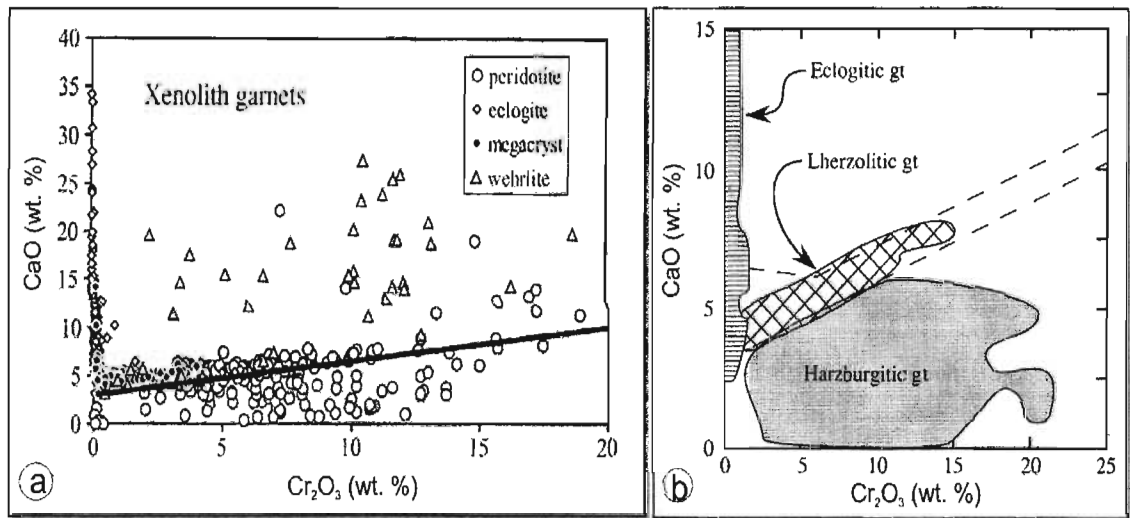 40
35
30
25
20
15
10
5
0
CaO (wt. %)
Xenolith garnets
peridotite
eclogite
megacryst
wehrlite
0 5 10 15 20
Cr₂O₃ (wt. %)
a
15
10
5
0
CaO (wt. %)
Eclogitic gt
Lherzolitic gt
Harzburgitic gt
0 5 10 15 20 25
Cr₂O₃ (wt. %)
b